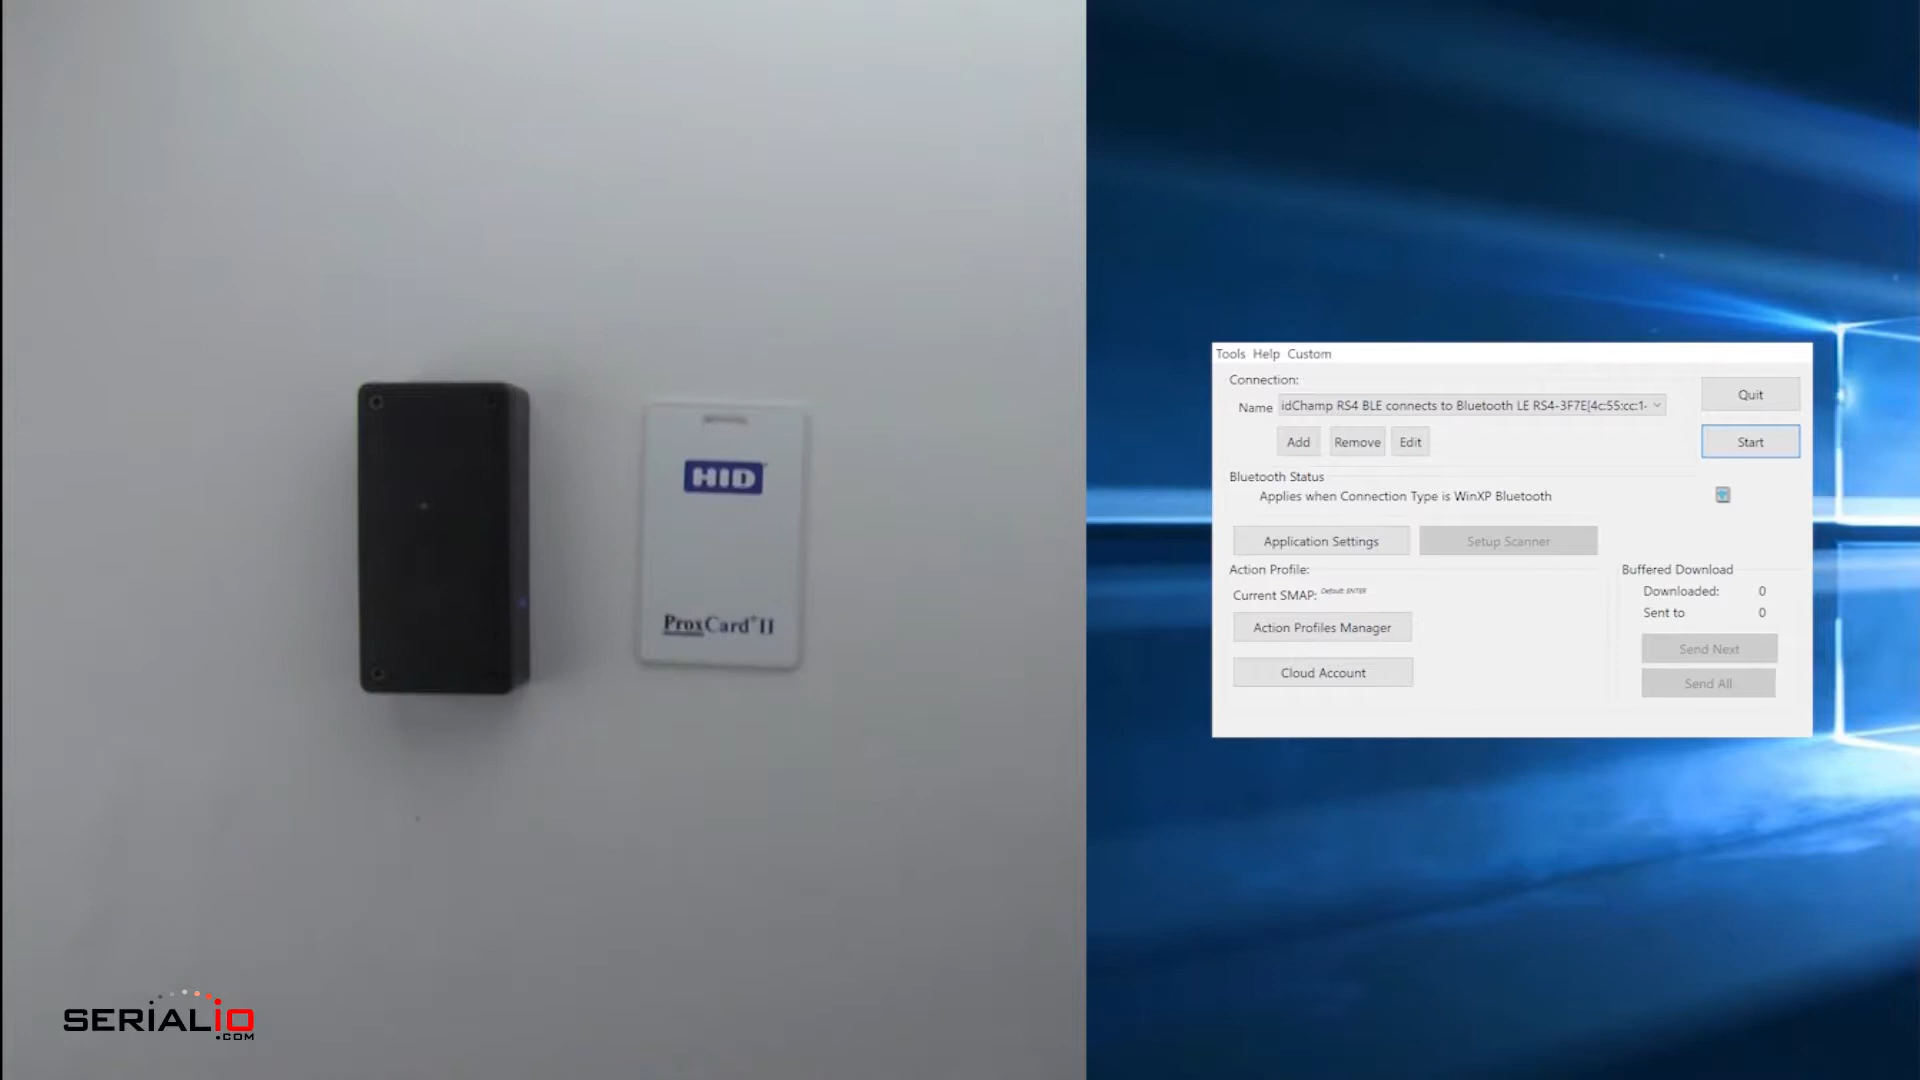 HID
ProxCard® II
SERIALIO
.COM
Tools Help Custom
Connection:
Name idChamp RS4 BLE connects to Bluetooth LE RS4-3F7E[4c:55:cc:1-
Quit
Add Remove Edit
Start
Bluetooth Status
Applies when Connection Type is WinXP Bluetooth
Application Settings Setup Scanner
Action Profile:
Current SMAP: Default: ENTER
Action Profiles Manager
Cloud Account
Buffered Download
Downloaded: 0
Sent to 0
Send Next
Send All